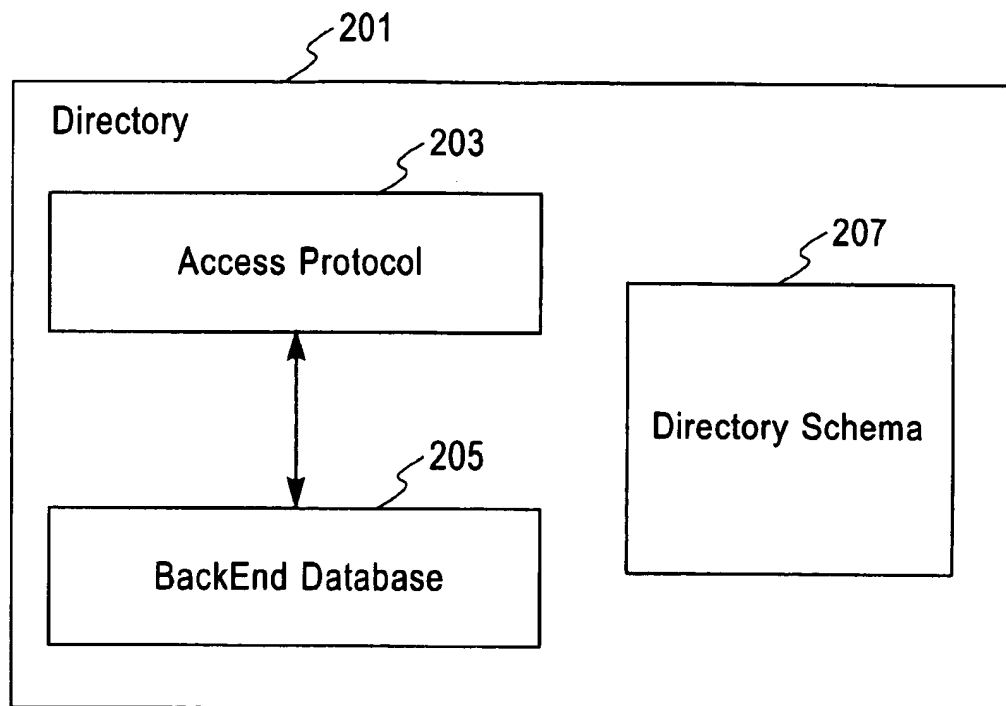 201
Directory
203
Access Protocol
207
Directory Schema
205
BackEnd Database